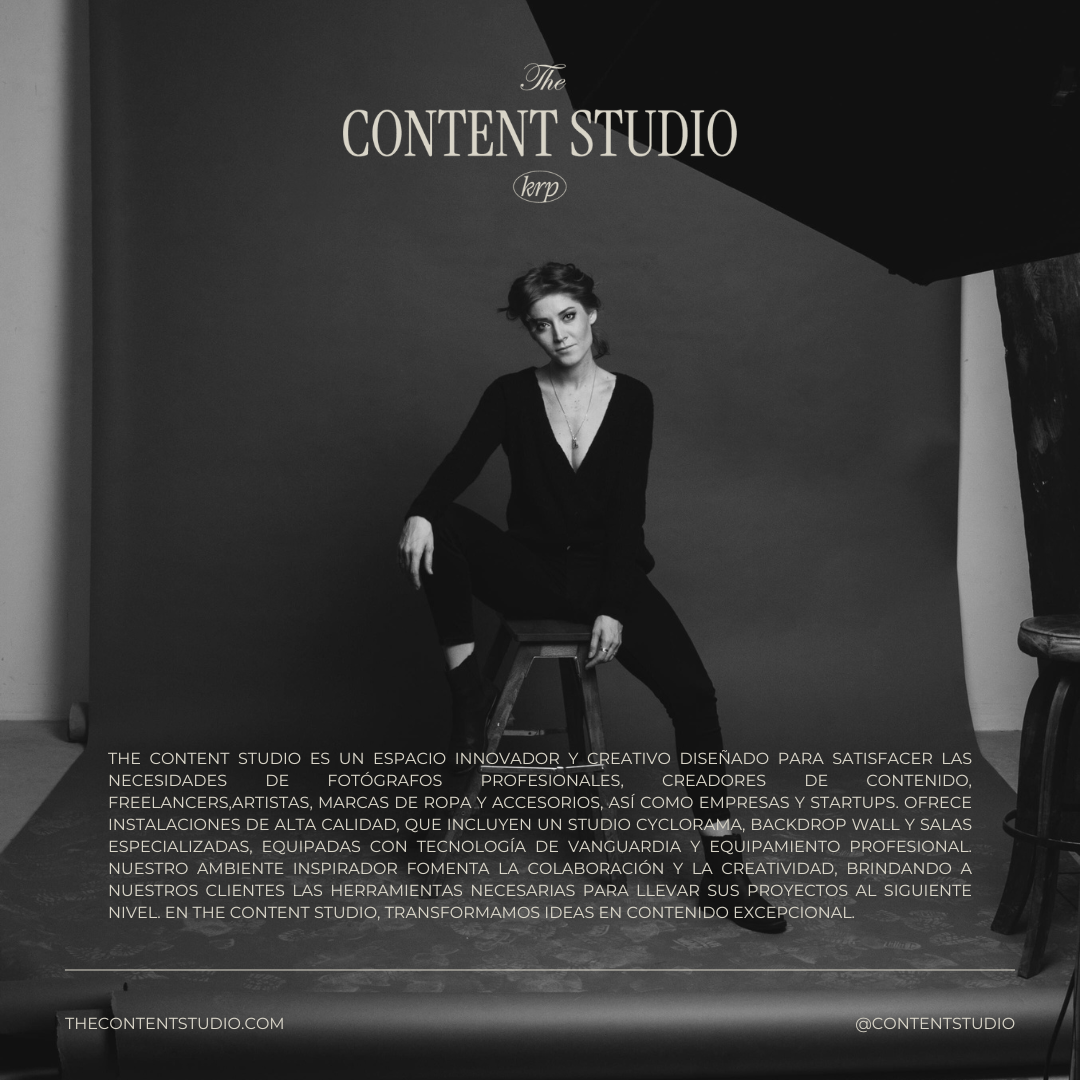 The
CONTENT STUDIO
krp
THE CONTENT STUDIO ES UN ESPACIO INNOVADOR Y CREATIVO DISEÑADO PARA SATISFACER LAS
NECESIDADES DE FOTÓGRAFOS PROFESIONALES, CREADORES DE CONTENIDO,
FREELANCERS,ARTISTAS, MARCAS DE ROPA Y ACCESORIOS, ASÍ COMO EMPRESAS Y STARTUPS. OFRECE
INSTALACIONES DE ALTA CALIDAD, QUE INCLUYEN UN STUDIO CYCLORAMA, BACKDROP WALL Y SALAS
ESPECIALIZADAS, EQUIPADAS CON TECNOLOGÍA DE VANGUARDIA Y EQUIPAMIENTO PROFESIONAL.
NUESTRO AMBIENTE INSPIRADOR FOMENTA LA COLABORACIÓN Y LA CREATIVIDAD, BRINDANDO A
NUESTROS CLIENTES LAS HERRAMIENTAS NECESARIAS PARA LLEVAR SUS PROYECTOS AL SIGUIENTE
NIVEL. EN THE CONTENT STUDIO, TRANSFORMAMOS IDEAS EN CONTENIDO EXCEPCIONAL.
THECONTENTSTUDIO.COM
@CONTENTSTUDIO